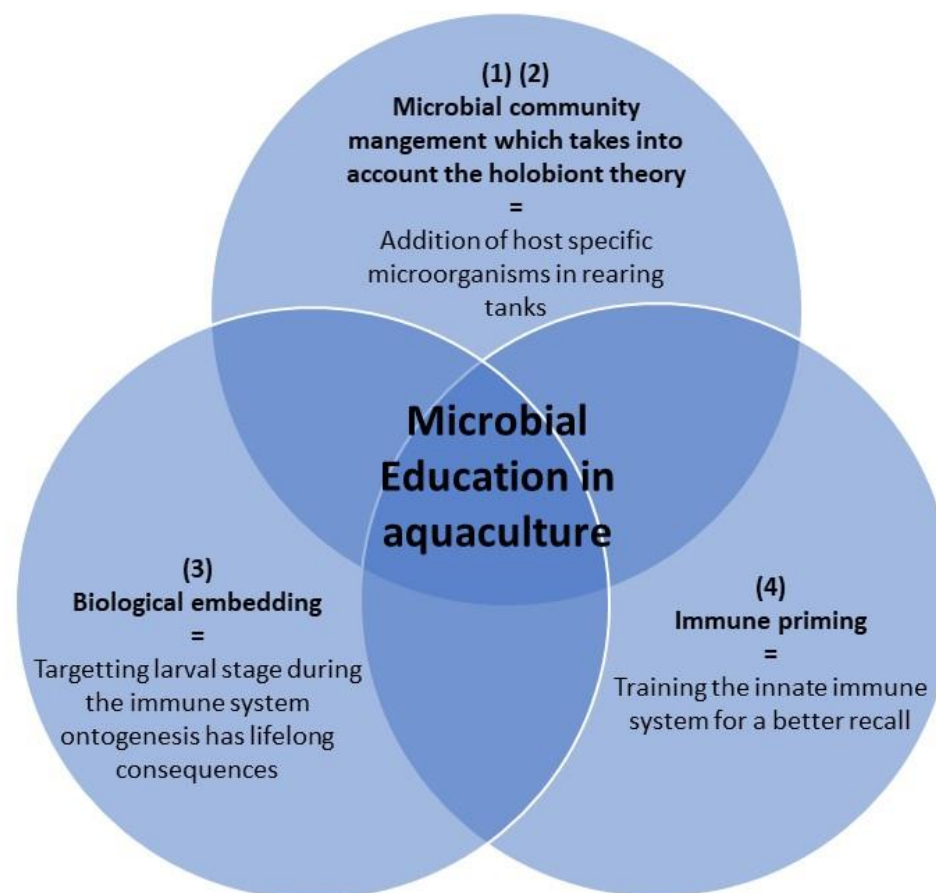 (1) (2)
Microbial community
mangement which takes into
account the holobiont theory
=
Addition of host specific
microorganisms in rearing
tanks
Microbial
Education in
aquaculture
(3)
Biological embedding
=
Targetting larval stage during
the immune system
ontogenesis has lifelong
consequences
(4)
Immune priming
=
Training the innate immune
system for a better recall